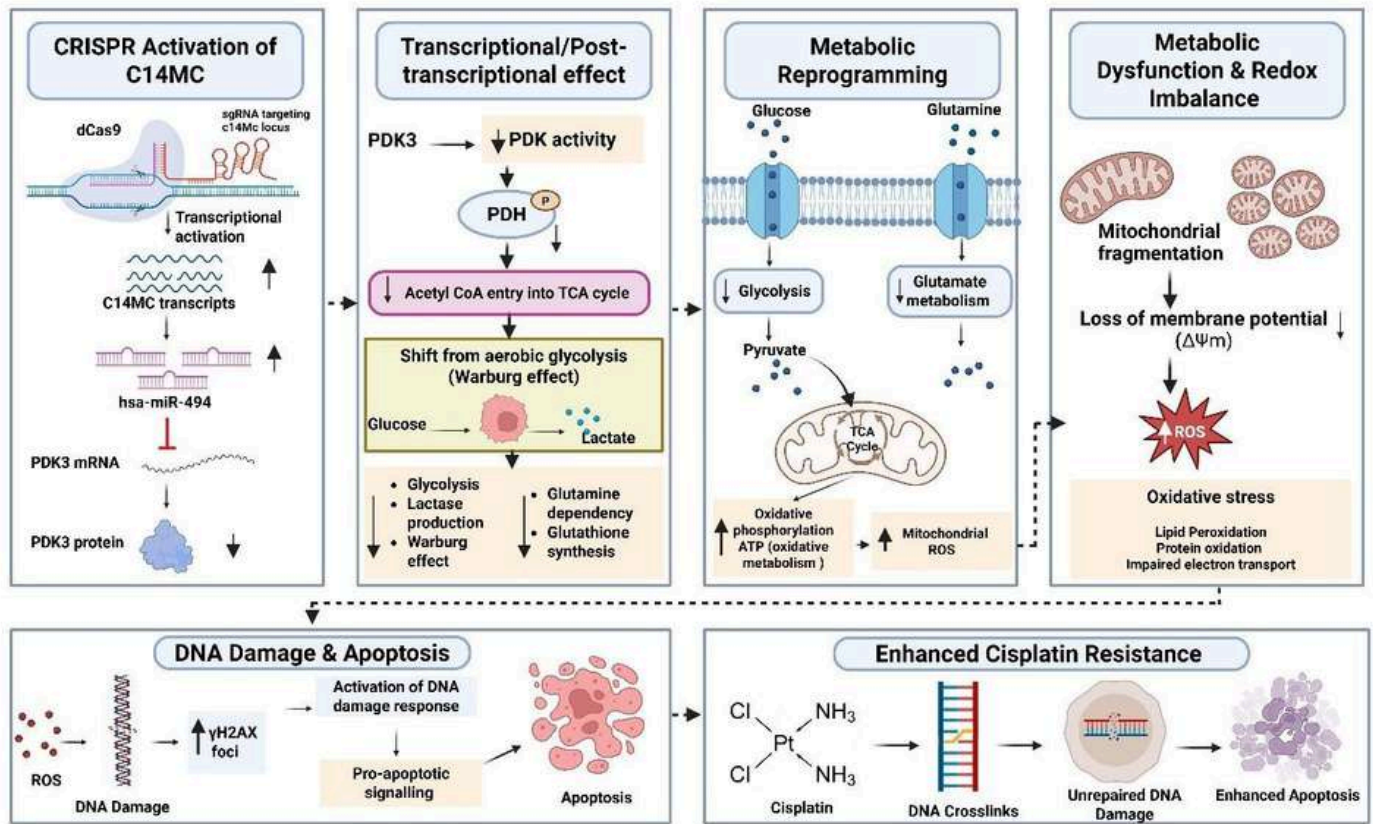 CRISPR Activation of
C14MC
dCas9
sgRNA targeting
c14Mc locus
Transcriptional
activation
C14MC transcripts
hsa-miR-494
PDK3 mRNA
PDK3 protein
Transcriptional/Post-
transcriptional effect
PDK3
PDK activity
PDH
P
Acetyl CoA entry into TCA cycle
Shift from aerobic glycolysis
(Warburg effect)
Glucose
Lactate
• Glycolysis
• Lactase
production
• Warburg
effect
• Glutamine
dependency
• Glutathione
synthesis
Metabolic
Reprogramming
Glucose
Glutamine
Glycolysis
Glutamate
metabolism
Pyruvate
TCA
Cycle
Oxidative
phosphorylation
ATP (oxidative
metabolism )
Mitochondrial
ROS
Metabolic
Dysfunction & Redox
Imbalance
Mitochondrial
fragmentation
Loss of membrane potential
(ΔΨm)
ROS
Oxidative stress
Lipid Peroxidation
Protein oxidation
Impaired electron transport
DNA Damage & Apoptosis
ROS
DNA Damage
γH2AX
foci
Activation of DNA
damage response
Pro-apoptotic
signalling
Apoptosis
Enhanced Cisplatin Resistance
Cl
NH3
Pt
Cl
NH3
Cisplatin
DNA Crosslinks
Unrepaired DNA
Damage
Enhanced Apoptosis